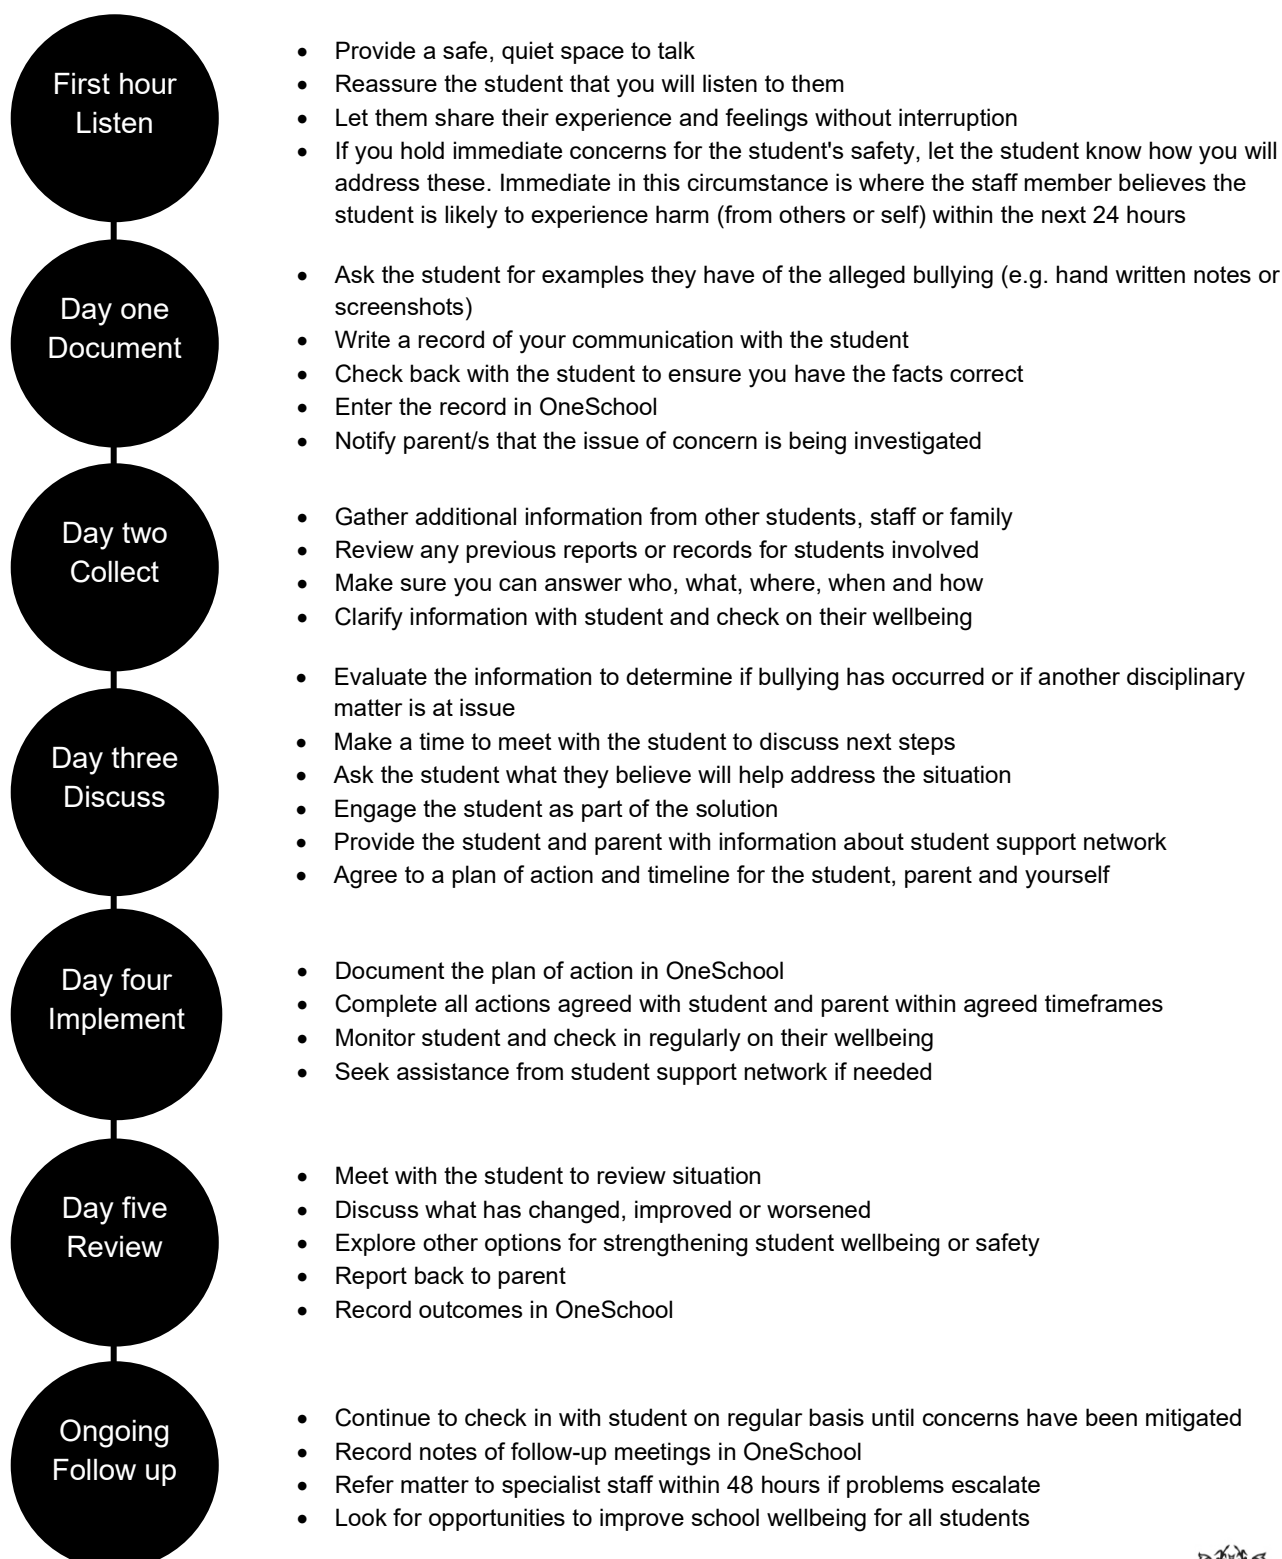 First hour
Listen
• Provide a safe, quiet space to talk
• Reassure the student that you will listen to them
• Let them share their experience and feelings without interruption
• If you hold immediate concerns for the student's safety, let the student know how you will
address these. Immediate in this circumstance is where the staff member believes the
student is likely to experience harm (from others or self) within the next 24 hours
Day one
Document
• Ask the student for examples they have of the alleged bullying (e.g. hand written notes or
screenshots)
• Write a record of your communication with the student
• Check back with the student to ensure you have the facts correct
• Enter the record in OneSchool
• Notify parent/s that the issue of concern is being investigated
Day two
Collect
• Gather additional information from other students, staff or family
• Review any previous reports or records for students involved
• Make sure you can answer who, what, where, when and how
• Clarify information with student and check on their wellbeing
Day three
Discuss
• Evaluate the information to determine if bullying has occurred or if another disciplinary
matter is at issue
• Make a time to meet with the student to discuss next steps
• Ask the student what they believe will help address the situation
• Engage the student as part of the solution
• Provide the student and parent with information about student support network
• Agree to a plan of action and timeline for the student, parent and yourself
Day four
Implement
• Document the plan of action in OneSchool
• Complete all actions agreed with student and parent within agreed timeframes
• Monitor student and check in regularly on their wellbeing
• Seek assistance from student support network if needed
Day five
Review
• Meet with the student to review situation
• Discuss what has changed, improved or worsened
• Explore other options for strengthening student wellbeing or safety
• Report back to parent
• Record outcomes in OneSchool
Ongoing
Follow up
• Continue to check in with student on regular basis until concerns have been mitigated
• Record notes of follow-up meetings in OneSchool
• Refer matter to specialist staff within 48 hours if problems escalate
• Look for opportunities to improve school wellbeing for all students